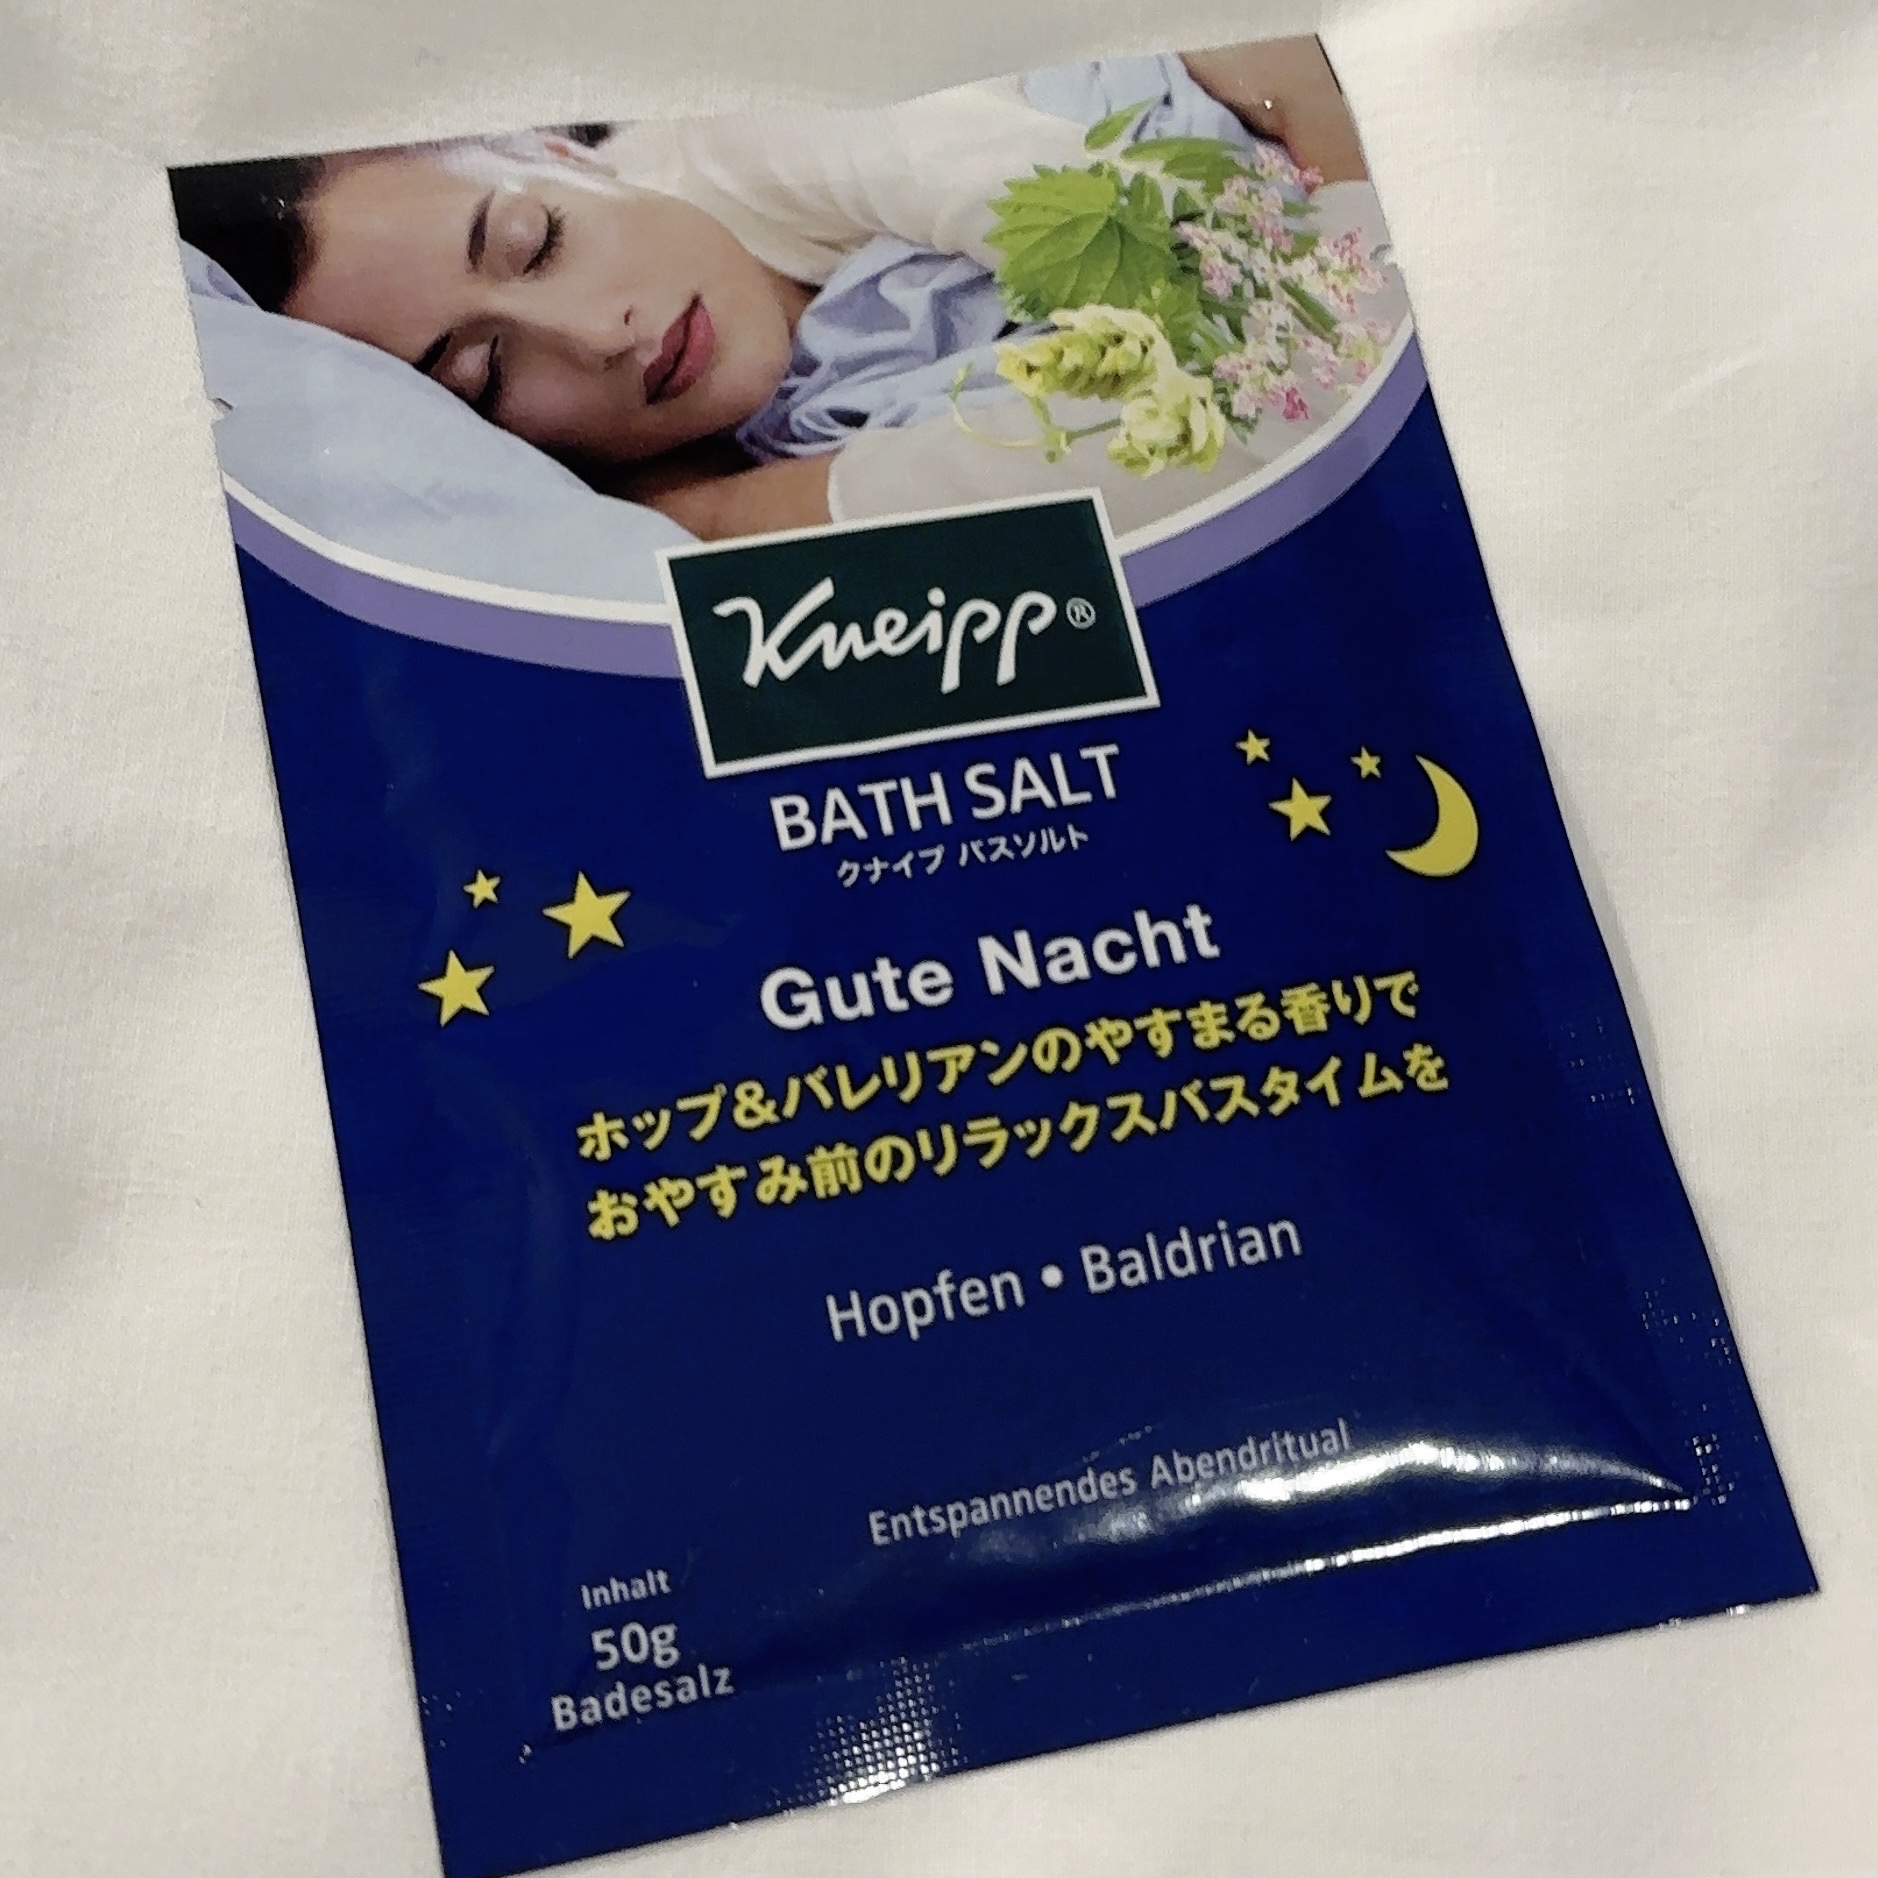 Kneipp®
BATH SALT
クナイプ バスソルト
Gute Nacht
ホップ&バレリアンのやすまる香りで
おやすみ前のリラックスバスタイムを
Hopfen • Baldrian
Entspannendes Abendritual
Inhalt
50g
Badesalz